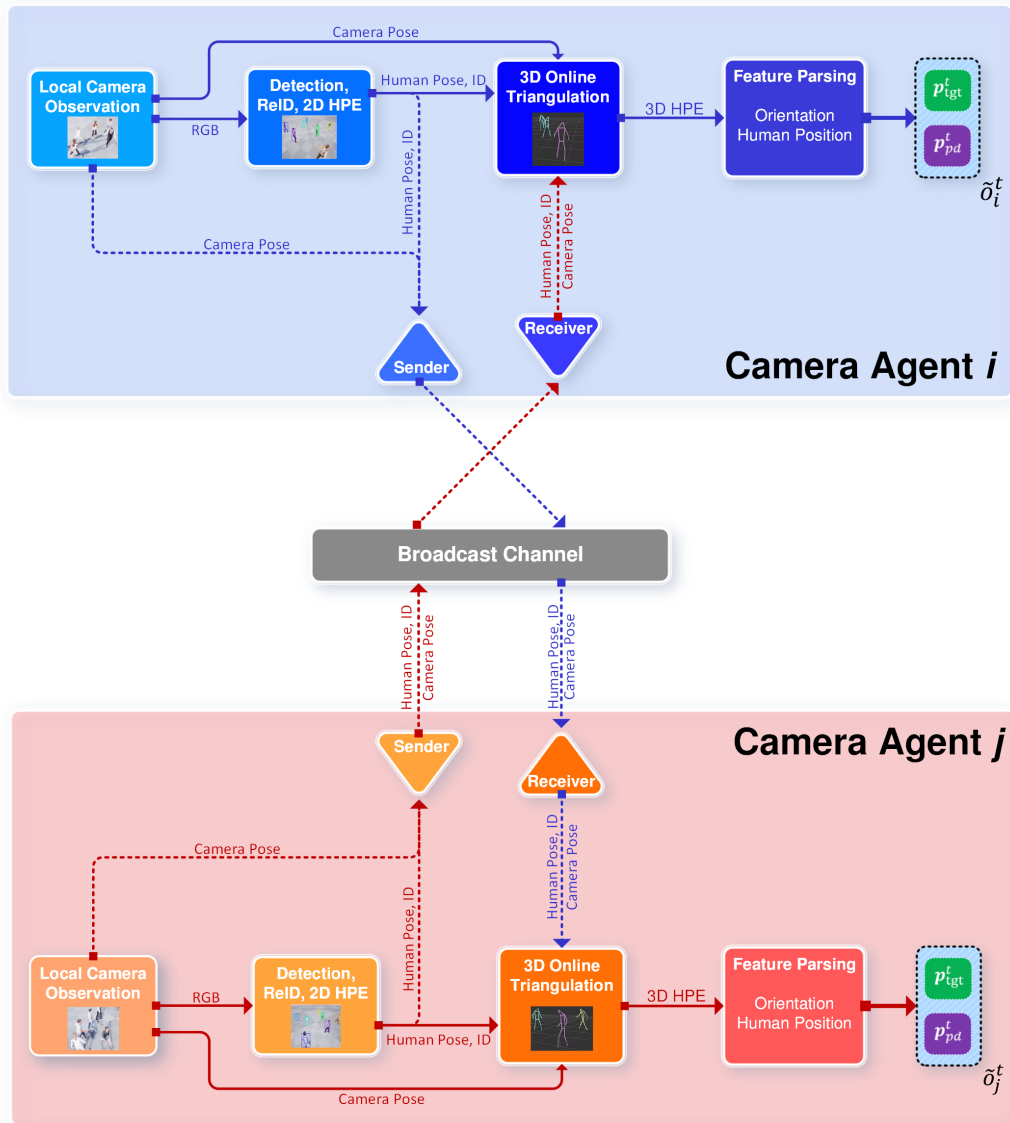 Camera Pose
Local Camera
Observation
RGB
Detection,
ReID, 2D HPE
Human Pose, ID
3D Online
Triangulation
3D HPE
Feature Parsing
Orientation
Human Position
p^t_tgt
p^t_pd
õ^t_i
Human Pose, ID
Camera Pose
Human Pose, ID
Camera Pose
Sender
Receiver
Camera Agent i
Broadcast Channel
Human Pose, ID
Camera Pose
Human Pose, ID
Camera Pose
Camera Agent j
Sender
Receiver
Camera Pose
Human Pose, ID
Human Pose, ID
Camera Pose
Local Camera
Observation
RGB
Detection,
ReID, 2D HPE
Human Pose, ID
3D Online
Triangulation
3D HPE
Feature Parsing
Orientation
Human Position
p^t_tgt
p^t_pd
õ^t_j
Camera Pose